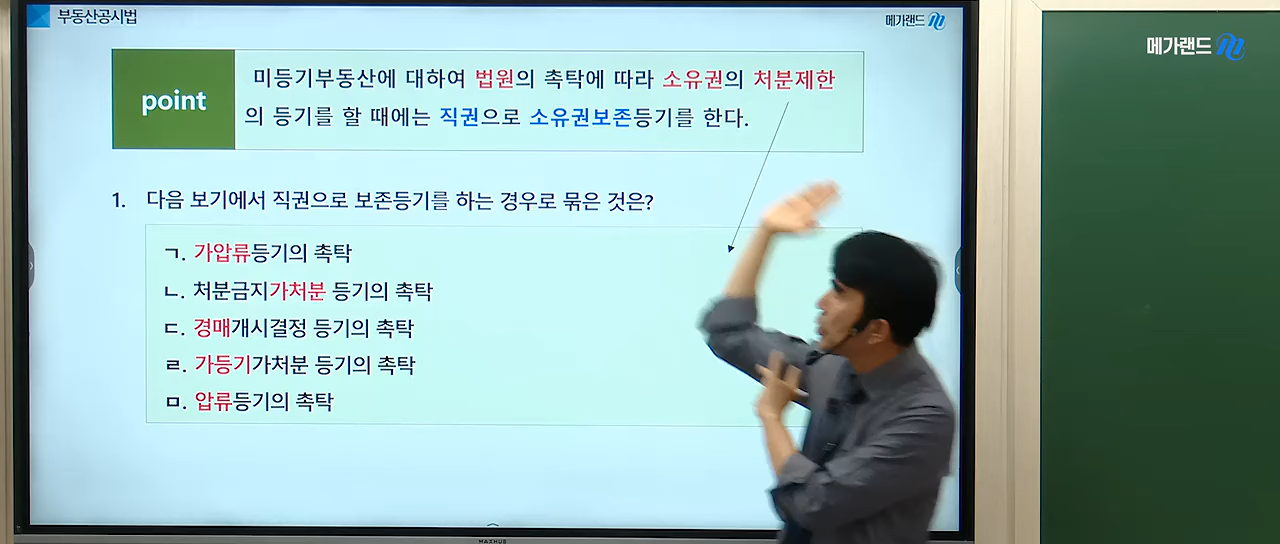 부동산공시법
메가랜드
메가랜드
point
미등기부동산에 대하여 법원의 촉탁에 따라 소유권의 처분제한
의 등기를 할 때에는 직권으로 소유권보존등기를 한다.
1. 다음 보기에서 직권으로 보존등기를 하는 경우로 묶은 것은?
ㄱ. 가압류등기의 촉탁
ㄴ. 처분금지가처분 등기의 촉탁
ㄷ. 경매개시결정 등기의 촉탁
ㄹ. 가등기가처분 등기의 촉탁
ㅁ. 압류등기의 촉탁
MAXHUB